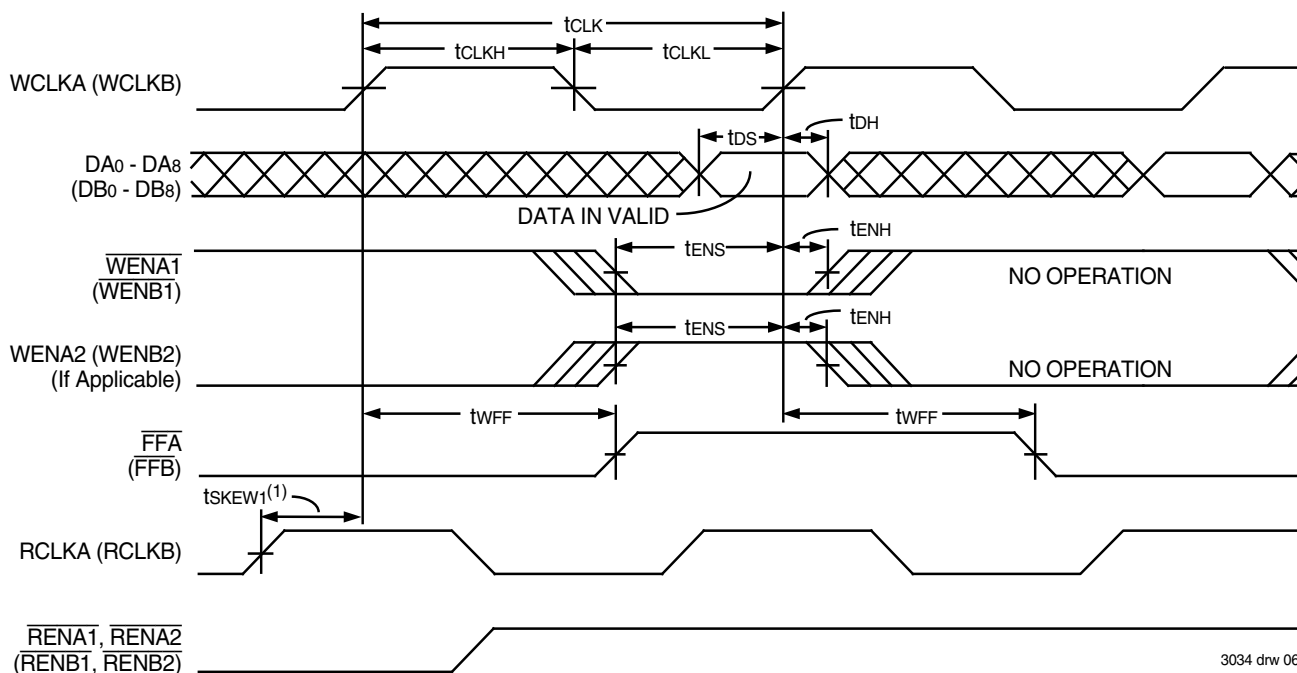 tCLK
tCLKH
tCLKL
WCLKA (WCLKB)
tDH
tDS
DA0 - DA8
(DB0 - DB8)
DATA IN VALID
tENH
tENS
WENA1
(WENB1)
NO OPERATION
tENH
tENS
WENA2 (WENB2)
(If Applicable)
NO OPERATION
tWFF
tWFF
FFA
(FFB)
tSKEW1(1)
RCLKA (RCLKB)
RENA1, RENA2
(RENB1, RENB2)
3034 drw 06